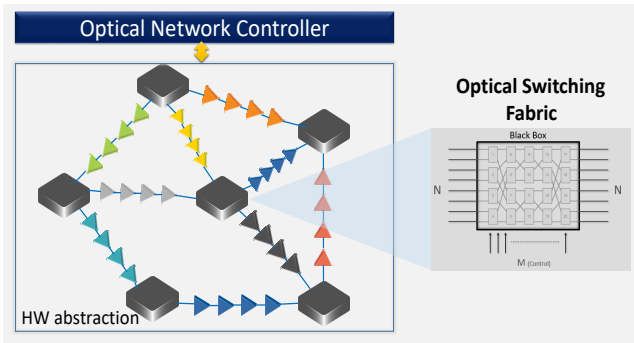 Optical Network Controller
Optical Switching
Fabric
Black Box
N
N
M (Control)
HW abstraction